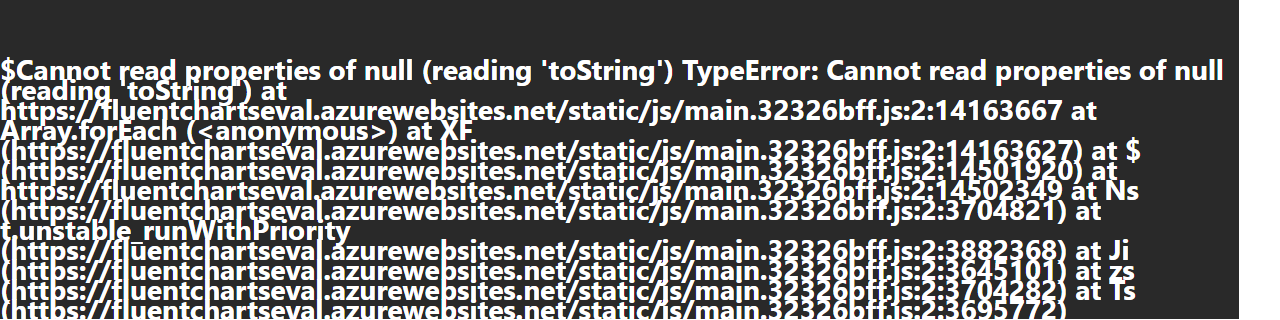 $Cannot read properties of null (reading 'toString') TypeError: Cannot read properties of null
(reading 'toString') at
https://fluentchartseval.azurewebsites.net/static/js/main.32326bff.js:2:14163667 at
Array.forEach (<anonymous>) at XF
(https://fluentchartseval.azurewebsites.net/static/js/main.32326bff.js:2:14163627) at $
(https://fluentchartseval.azurewebsites.net/static/js/main.32326bff.js:2:14501920) at
https://fluentchartseval.azurewebsites.net/static/js/main.32326bff.js:2:14502349 at Ns
(https://fluentchartseval.azurewebsites.net/static/js/main.32326bff.js:2:3704821) at
t.unstable_runWithPriority
(https://fluentchartseval.azurewebsites.net/static/js/main.32326bff.js:2:3882368) at Ji
(https://fluentchartseval.azurewebsites.net/static/js/main.32326bff.js:2:3645101) at zs
(https://fluentchartseval.azurewebsites.net/static/js/main.32326bff.js:2:3704282) at Ts
(https://fluentchartseval.azurewebsites.net/static/js/main.32326bff.js:2:3695772)